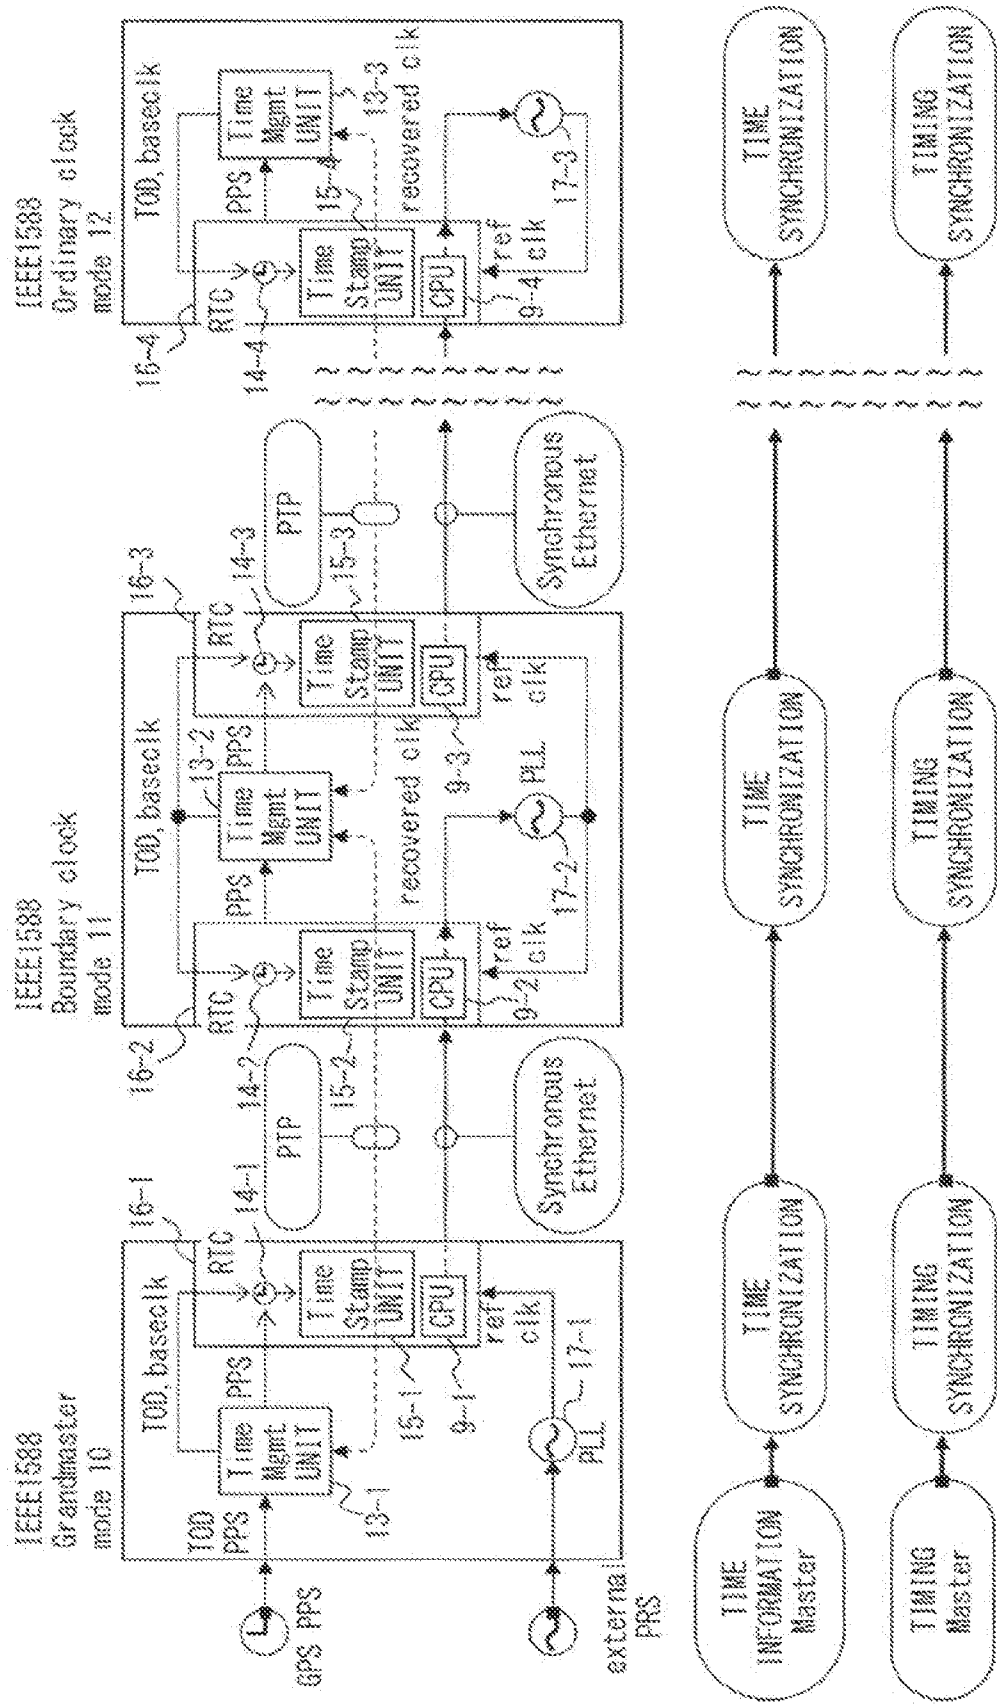 IEEE1588
Grandmaster
mode 10
IEEE1588
Boundary clock
mode 11
IEEE1588
Ordinary clock
mode 12
GPS PPS
TOD
PPS
TOD, baseclk
Time
Mgmt
UNIT
13-1
PPS
RTC
16-1
14-1
Time
Stamp
UNIT
15-1
CPU
9-1
ref
clk
17-1
PLL
external
PRS
PTP
Synchronous
Ethernet
16-2
RTC
14-2
15-2
Time
Stamp
UNIT
CPU
9-2
ref
clk
TOD, baseclk
PPS
Time
Mgmt
UNIT
13-2
PPS
recovered clk
17-2
PLL
16-3
RTC
14-3
15-3
Time
Stamp
UNIT
CPU
9-3
ref
clk
PTP
Synchronous
Ethernet
16-4
RTC
14-4
15-4
Time
Stamp
UNIT
CPU
9-4
ref
clk
TOD, baseclk
PPS
Time
Mgmt
UNIT
13-3
recovered clk
17-3
TIME
INFORMATION
Master
TIME
SYNCHRONIZATION
TIME
SYNCHRONIZATION
TIME
SYNCHRONIZATION
TIMING
Master
TIMING
SYNCHRONIZATION
TIMING
SYNCHRONIZATION
TIMING
SYNCHRONIZATION